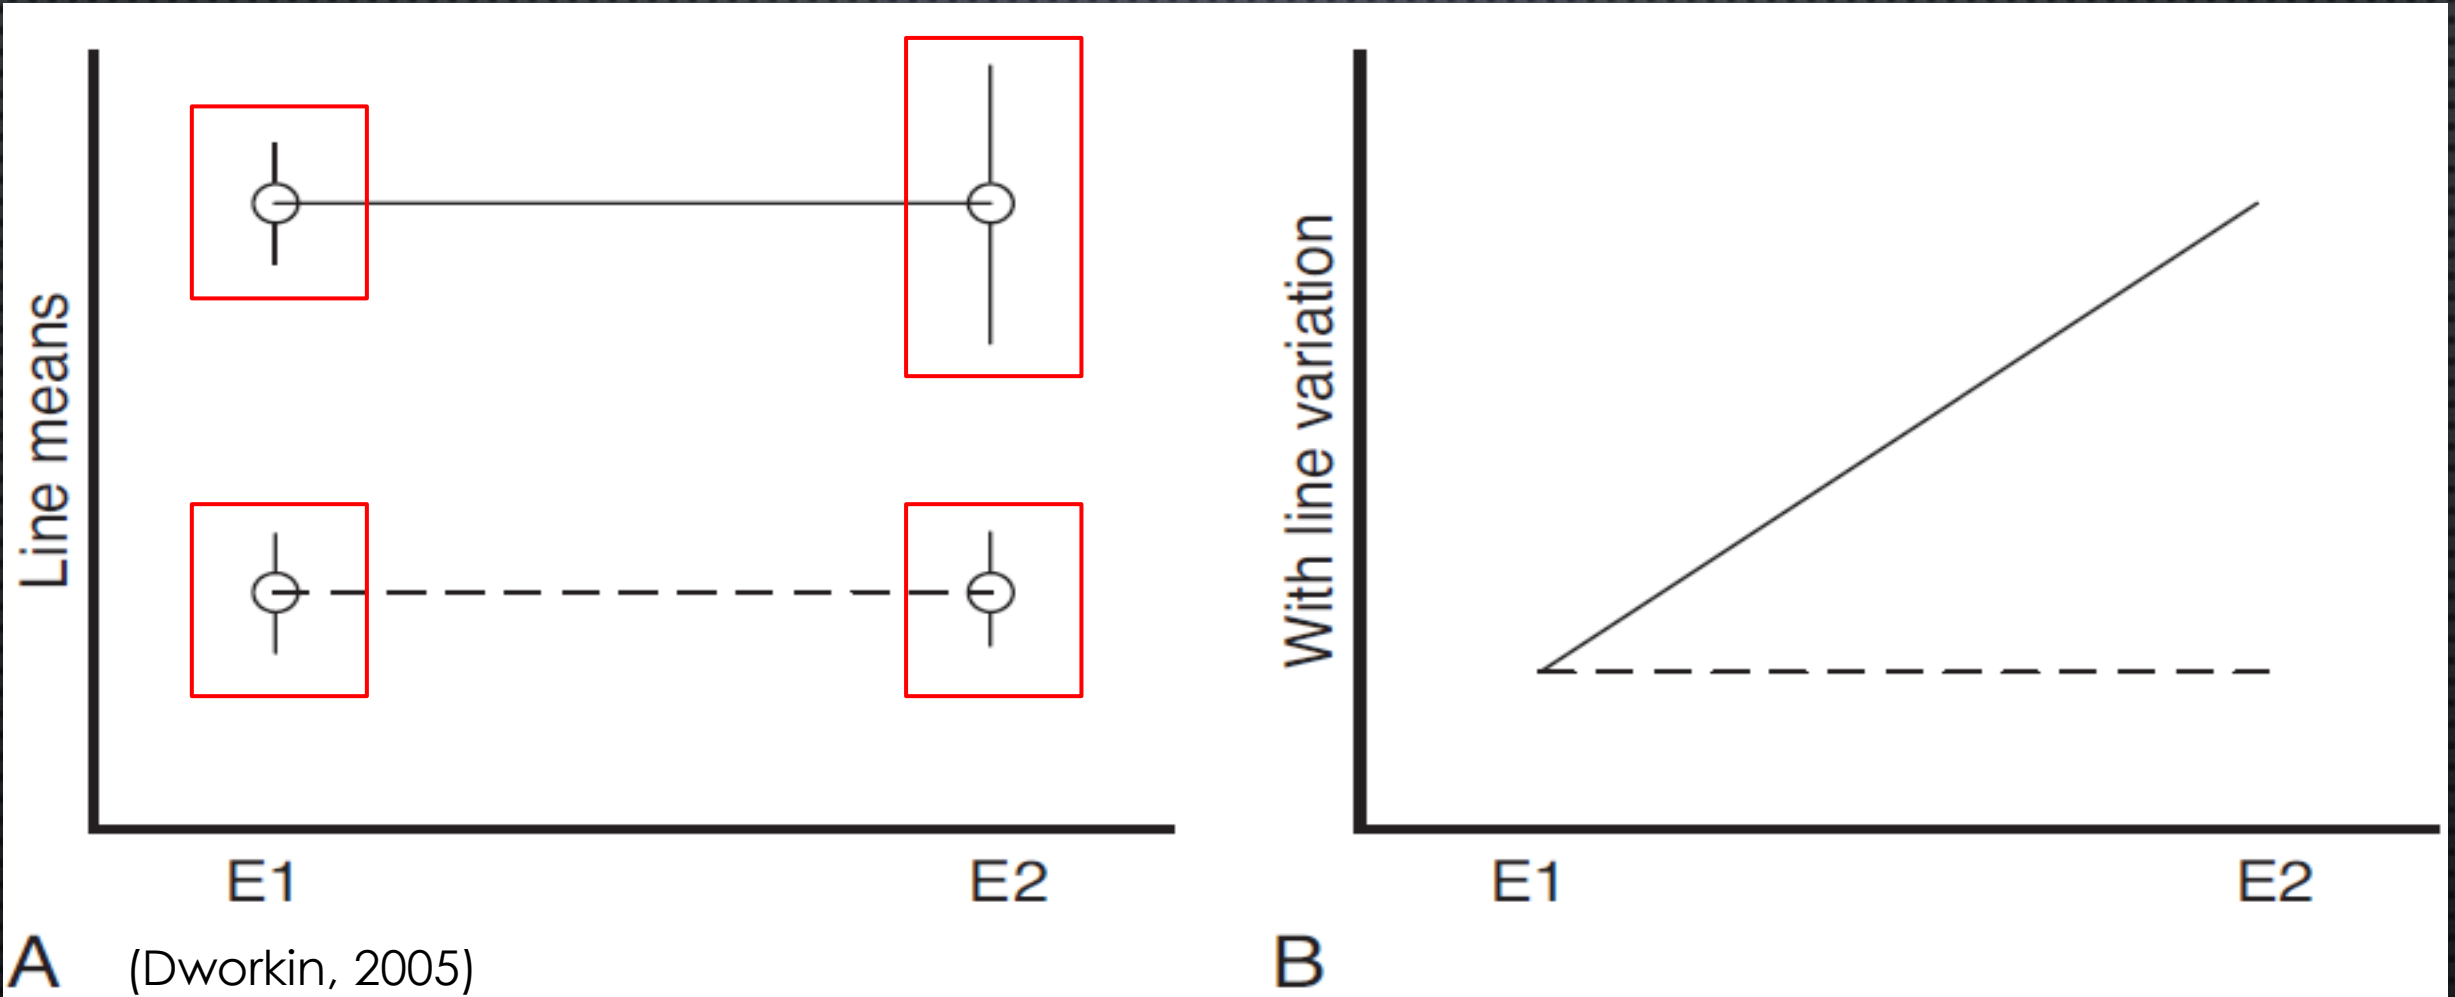 Line means
E1
E2
A
(Dworkin, 2005)
With line variation
E1
E2
B